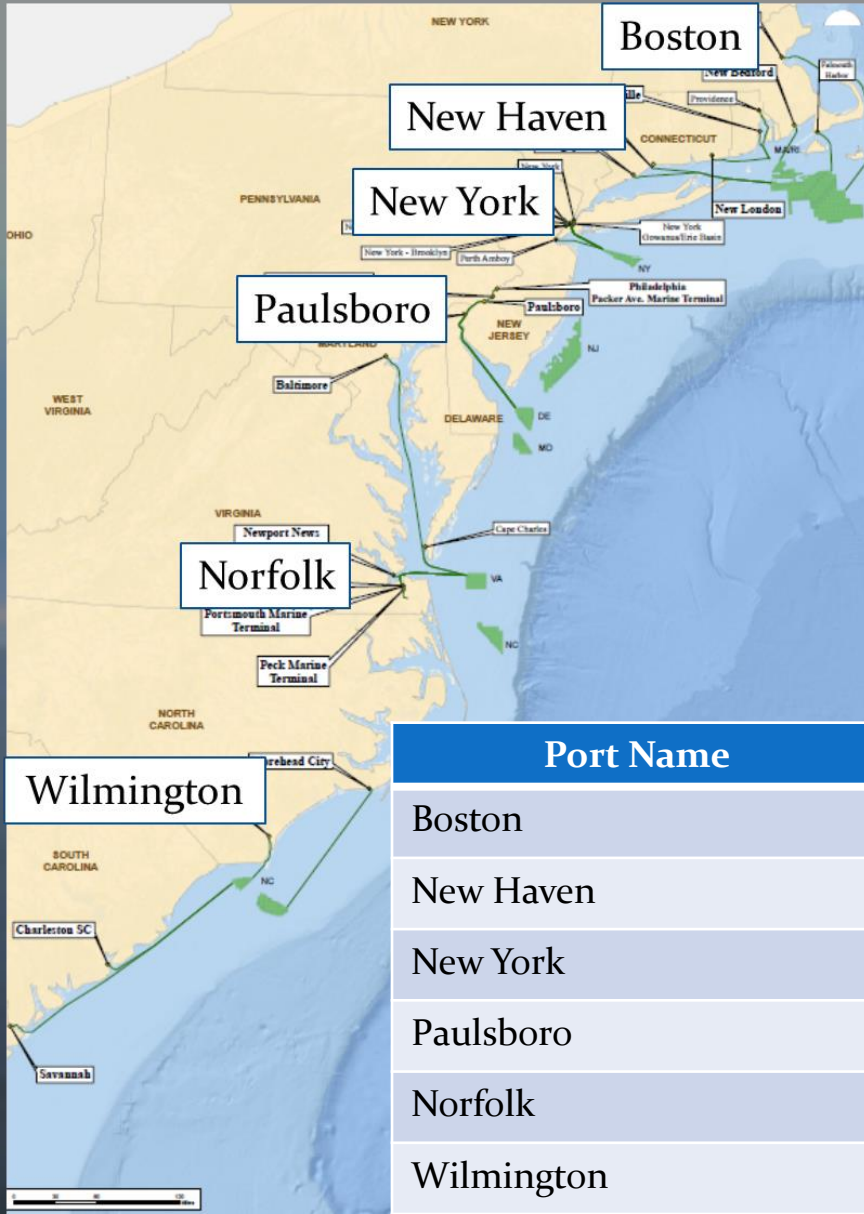 NEW YORK
Boston
New Bedford
Falmouth
Harbor
Providence
New Haven
CONNECTICUT
PENNSYLVANIA
New York
New London
OHIO
New York
Gowanus/Erie Basin
New York - Brooklyn
Perth Amboy
NY
Philadelphia
Packer Ave. Marine Terminal
Paulsboro
Paulsboro
NEW
JERSEY
MARYLAND
NJ
Baltimore
WEST
VIRGINIA
DELAWARE
DE
MD
VIRGINIA
Newport News
Cape Charles
Norfolk
VA
Portsmouth Marine
Terminal
NC
Peck Marine
Terminal
NORTH
CAROLINA
orehead City
Wilmington
SOUTH
CAROLINA
NC
Charleston SC
Savannah
Port Name
Boston
New Haven
New York
Paulsboro
Norfolk
Wilmington